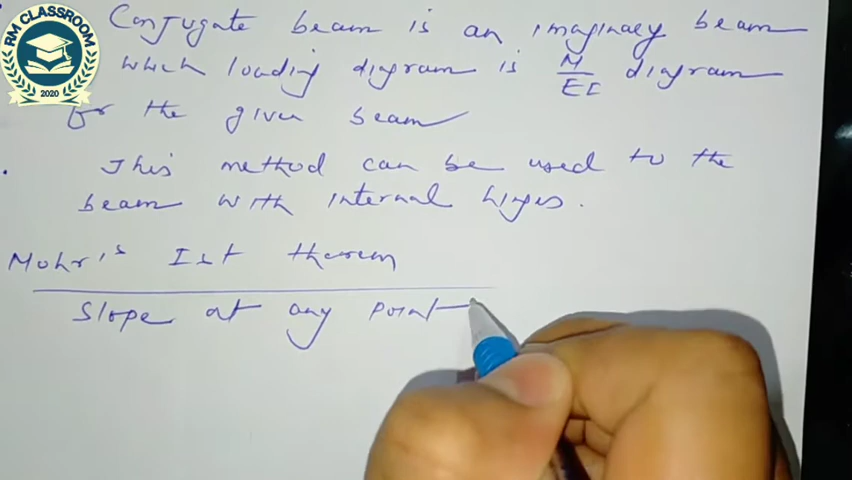 RM CLASSROOM
2020
Conjugate beam is an imaginary beam
which loading diagram is M/EI diagram
for the given beam
This method can be used to the
beam with internal hinges.
Mohr's Ist theorem
Slope at any point